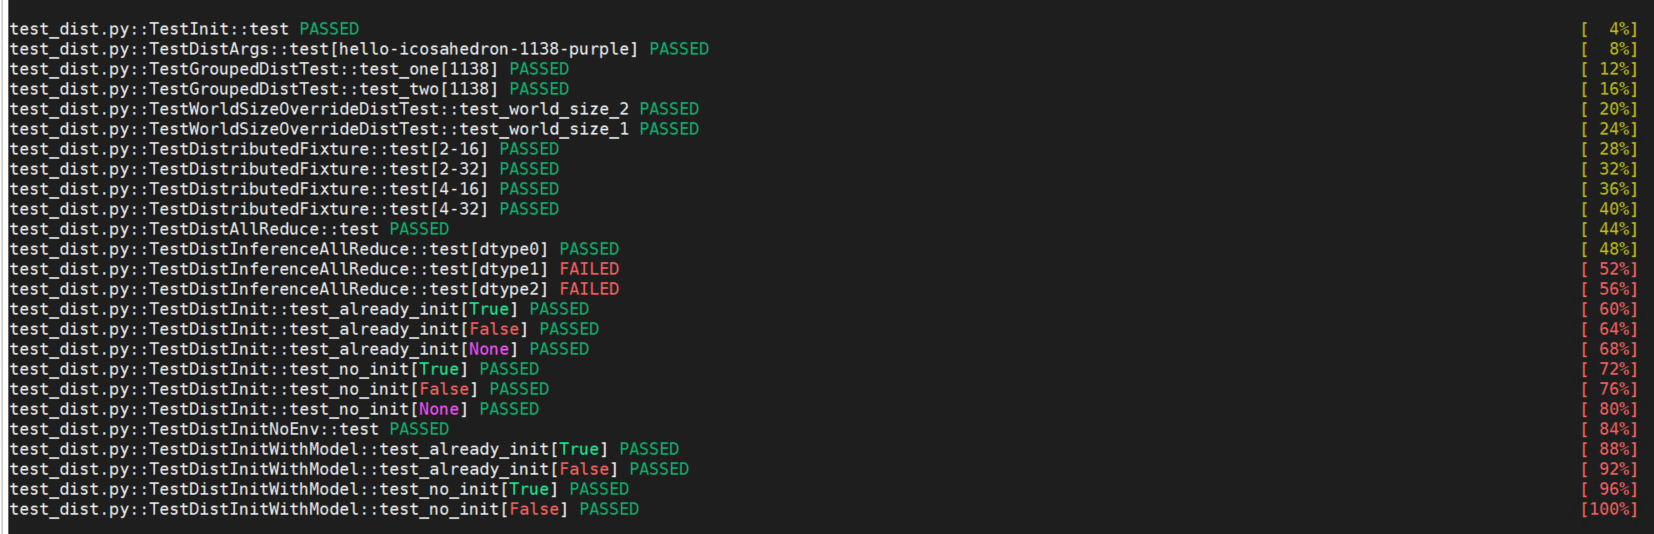 test_dist.py::TestInit::test PASSED [  4%]
test_dist.py::TestDistArgs::test[hello-icosahedron-1138-purple] PASSED [  8%]
test_dist.py::TestGroupedDistTest::test_one[1138] PASSED [ 12%]
test_dist.py::TestGroupedDistTest::test_two[1138] PASSED [ 16%]
test_dist.py::TestWorldSizeOverrideDistTest::test_world_size_2 PASSED [ 20%]
test_dist.py::TestWorldSizeOverrideDistTest::test_world_size_1 PASSED [ 24%]
test_dist.py::TestDistributedFixture::test[2-16] PASSED [ 28%]
test_dist.py::TestDistributedFixture::test[2-32] PASSED [ 32%]
test_dist.py::TestDistributedFixture::test[4-16] PASSED [ 36%]
test_dist.py::TestDistributedFixture::test[4-32] PASSED [ 40%]
test_dist.py::TestDistAllReduce::test PASSED [ 44%]
test_dist.py::TestDistInferenceAllReduce::test[dtype0] PASSED [ 48%]
test_dist.py::TestDistInferenceAllReduce::test[dtype1] FAILED [ 52%]
test_dist.py::TestDistInferenceAllReduce::test[dtype2] FAILED [ 56%]
test_dist.py::TestDistInit::test_already_init[True] PASSED [ 60%]
test_dist.py::TestDistInit::test_already_init[False] PASSED [ 64%]
test_dist.py::TestDistInit::test_already_init[None] PASSED [ 68%]
test_dist.py::TestDistInit::test_no_init[True] PASSED [ 72%]
test_dist.py::TestDistInit::test_no_init[False] PASSED [ 76%]
test_dist.py::TestDistInit::test_no_init[None] PASSED [ 80%]
test_dist.py::TestDistInitNoEnv::test PASSED [ 84%]
test_dist.py::TestDistInitWithModel::test_already_init[True] PASSED [ 88%]
test_dist.py::TestDistInitWithModel::test_already_init[False] PASSED [ 92%]
test_dist.py::TestDistInitWithModel::test_no_init[True] PASSED [ 96%]
test_dist.py::TestDistInitWithModel::test_no_init[False] PASSED [100%]